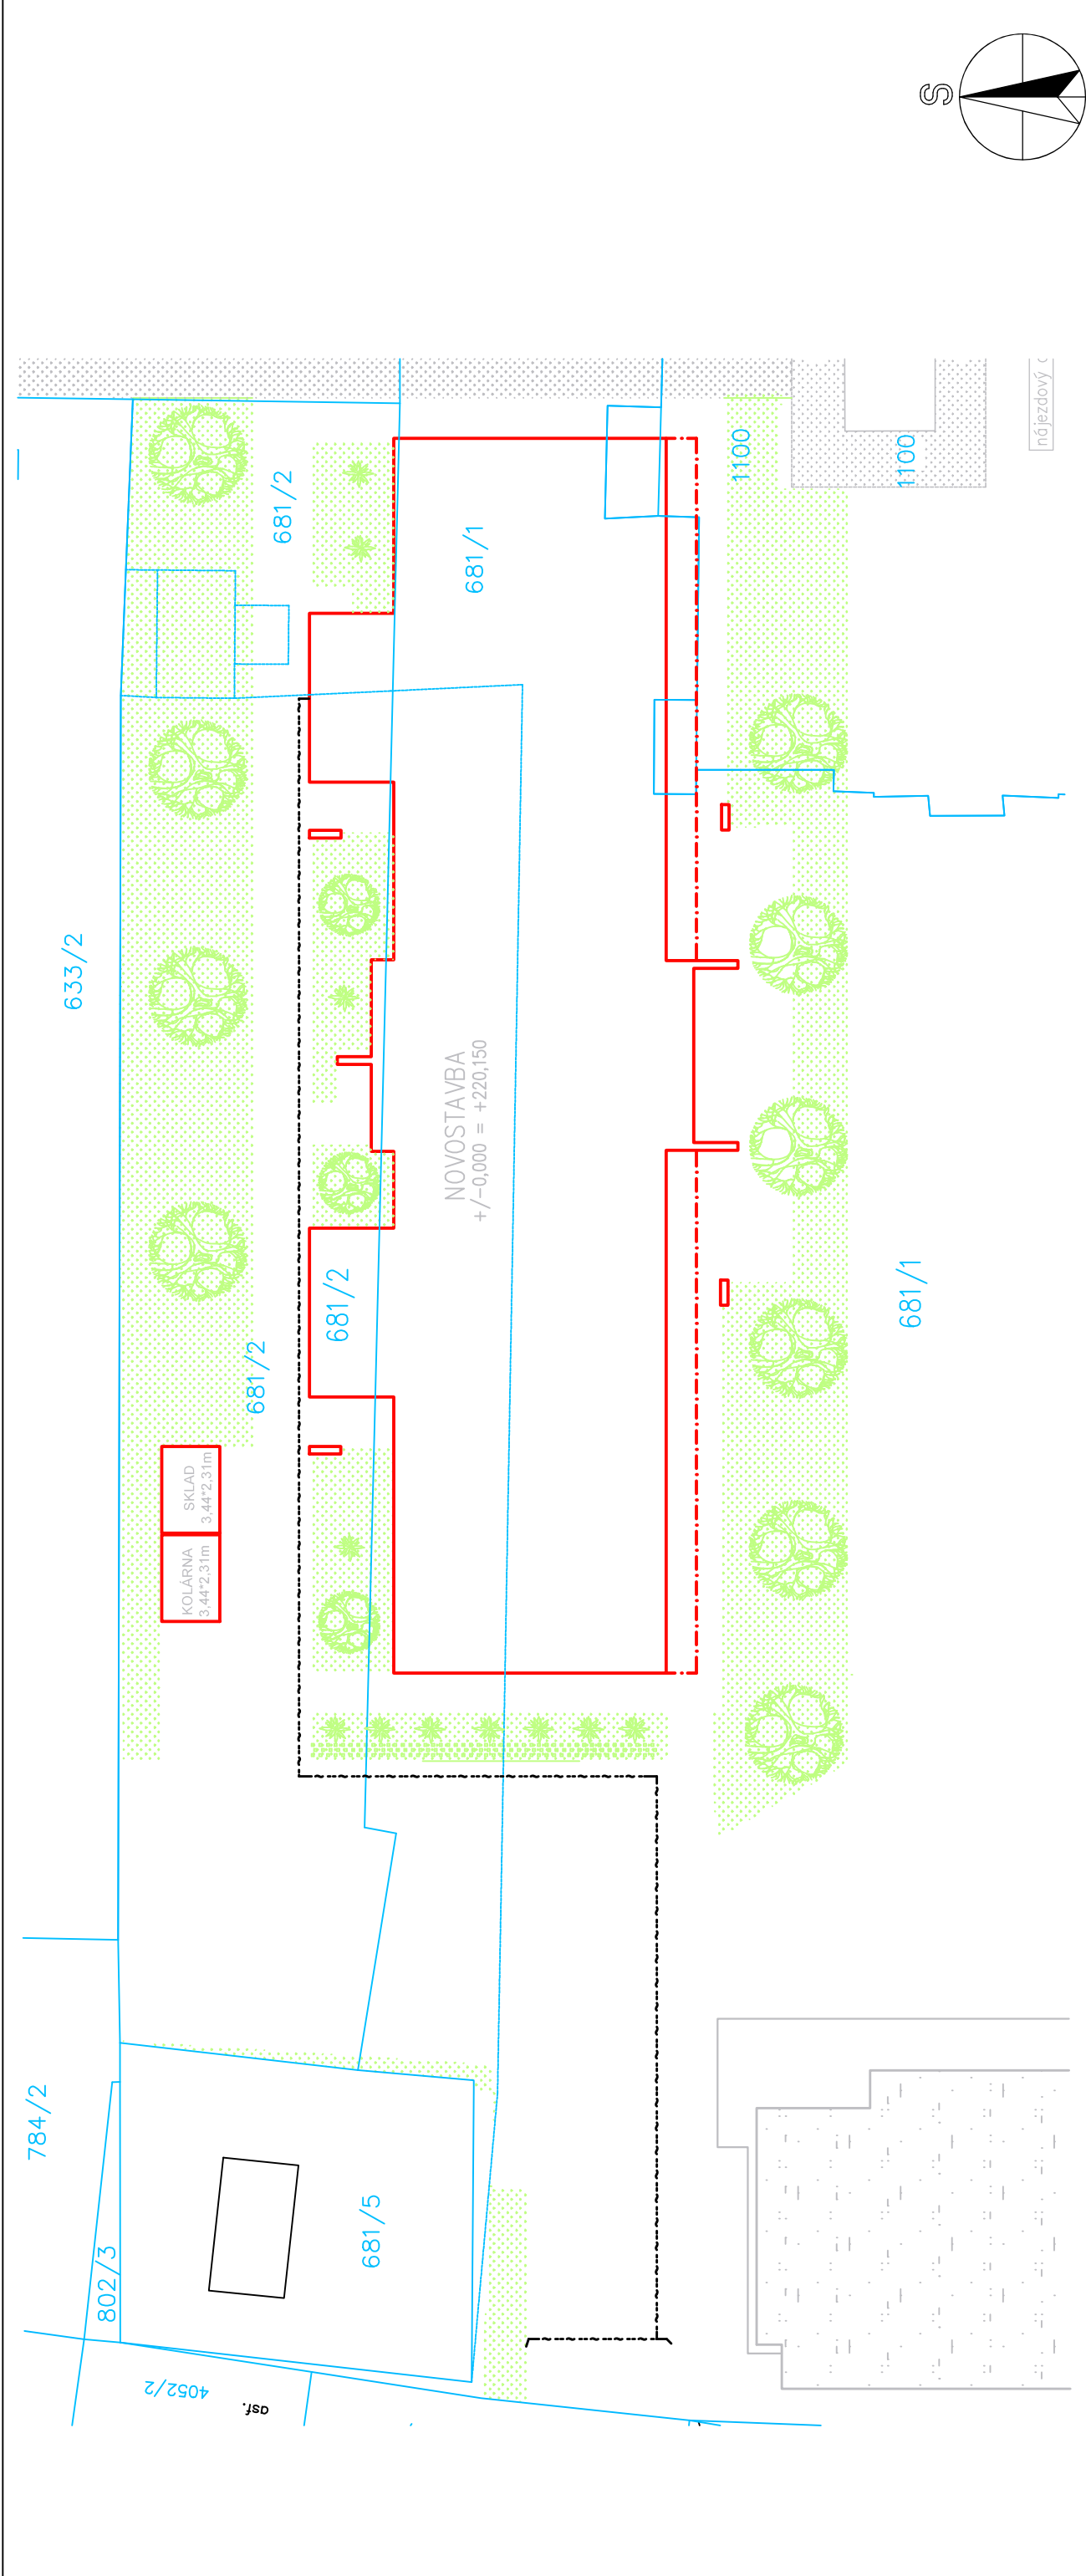 S
nájezdový
1100
1100
681/2
681/1
633/2
NOVOSTAVBA
+/-0,000 = +220,150
681/2
681/2
681/1
SKLAD
3,44*2,31m
KOLÁRNA
3,44*2,31m
784/2
802/3
681/5
4052/2
asf.